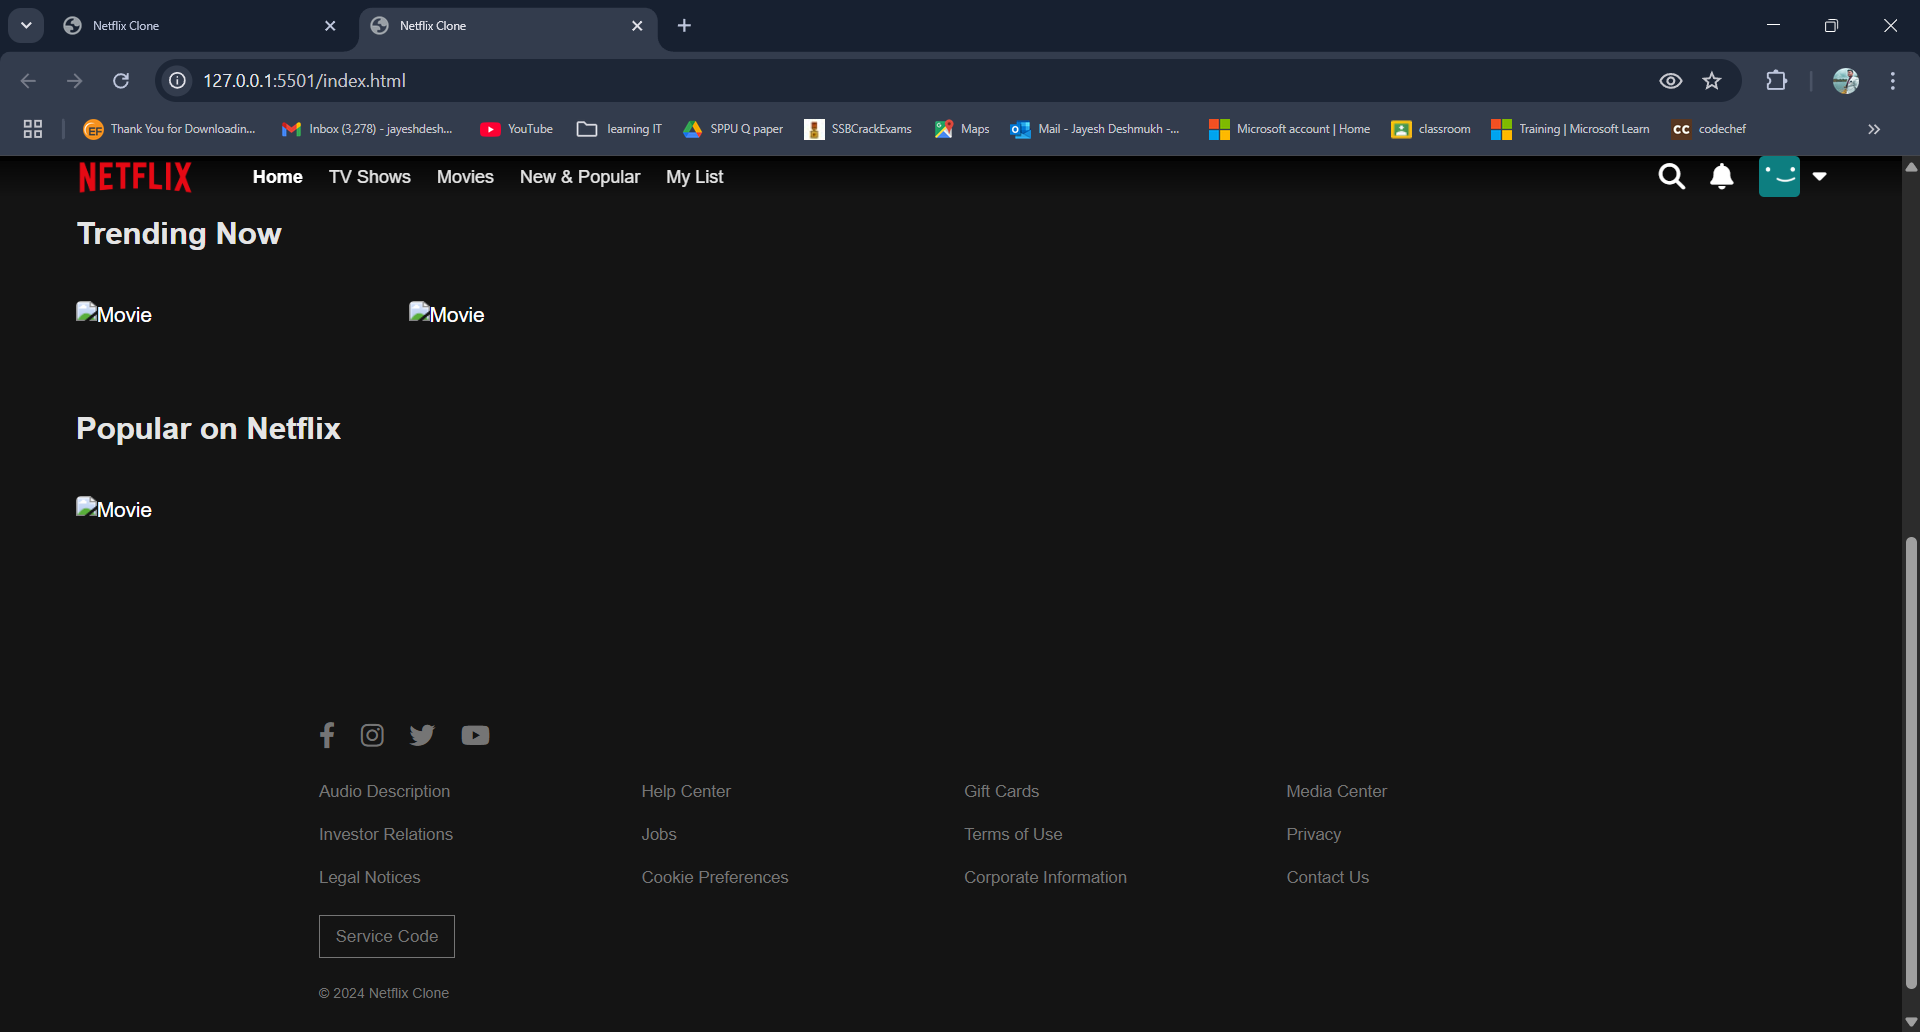 Netflix Clone
Netflix Clone
127.0.0.1:5501/index.html
Thank You for Downloadin... Inbox (3,278) - jayeshdesh... YouTube learning IT SPPU Q paper SSBCrackExams Maps Mail - Jayesh Deshmukh -... Microsoft account | Home classroom Training | Microsoft Learn CC codechef
NETFLIX Home TV Shows Movies New & Popular My List
Trending Now
Movie Movie
Popular on Netflix
Movie
Audio Description Help Center Gift Cards Media Center
Investor Relations Jobs Terms of Use Privacy
Legal Notices Cookie Preferences Corporate Information Contact Us
Service Code
© 2024 Netflix Clone